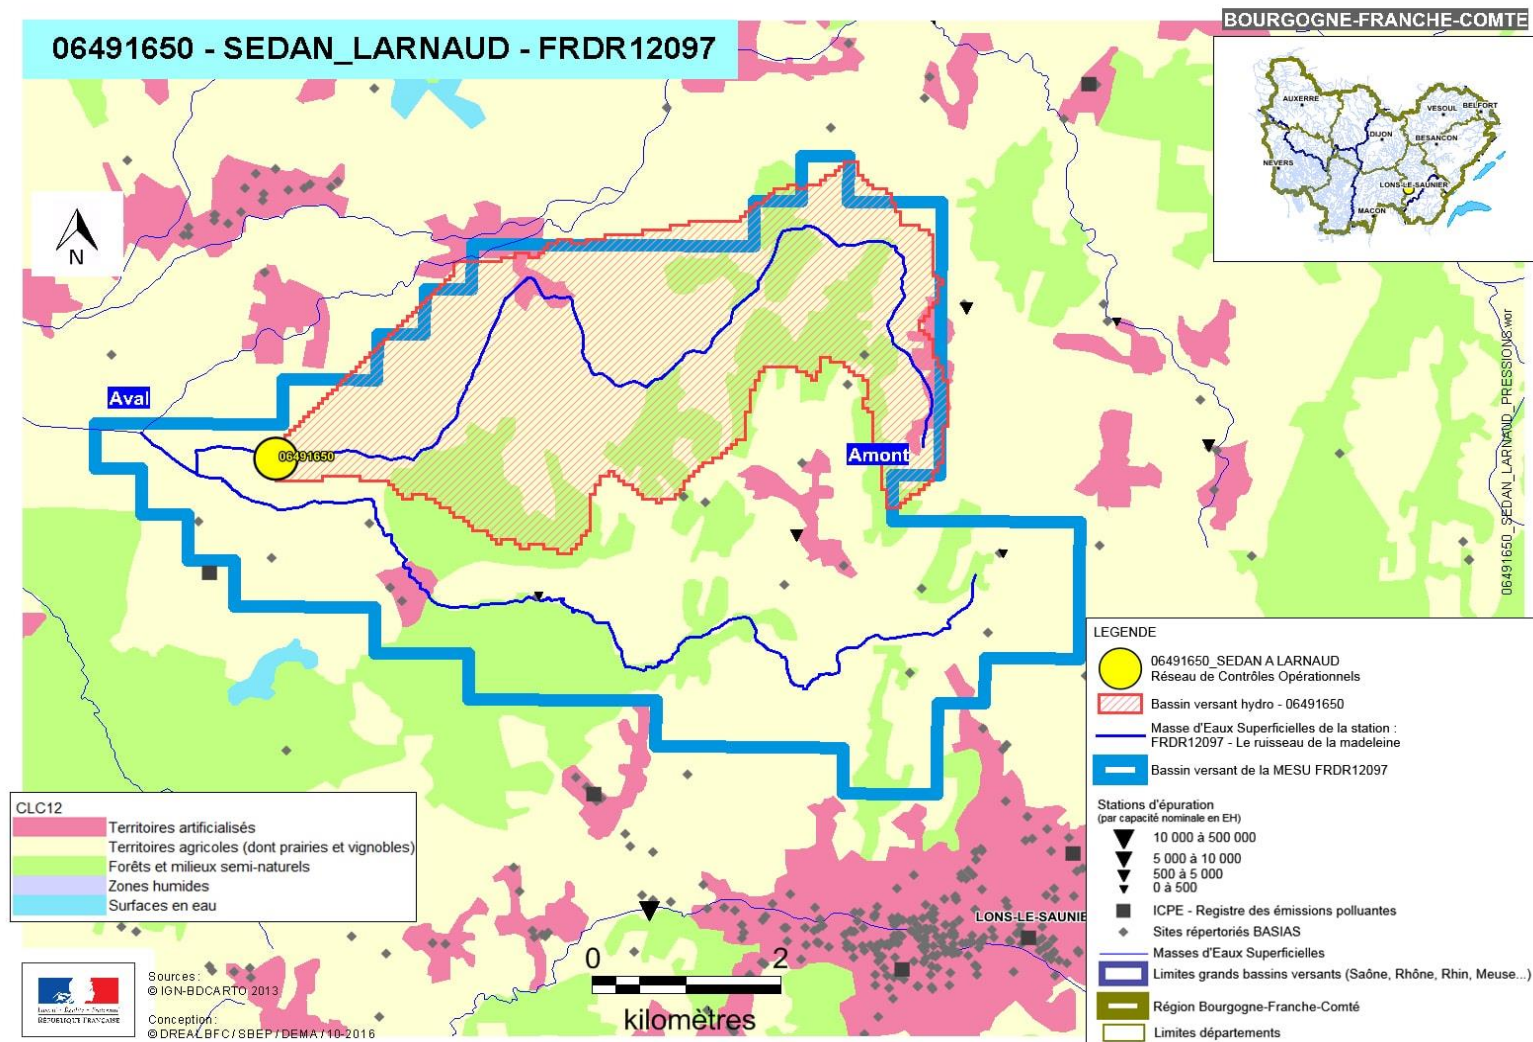 06491650 - SEDAN_LARNAUD - FRDR12097
BOURGOGNE-FRANCHE-COMTE
AUXERRE
VESOUL
BELFORT
DIJON
BESANCON
NEVERS
LONS-LE-SAUNIER
MACON
N
Aval
06491650
Amont
06491650_SEDAN_LARNAUD_PRESSIONS.wor
LONS-LE-SAUNIE
CLC12
Territoires artificialisés
Territoires agricoles (dont prairies et vignobles)
Forêts et milieux semi-naturels
Zones humides
Surfaces en eau
LEGENDE
06491650_SEDAN A LARNAUD
Réseau de Contrôles Opérationnels
Bassin versant hydro - 06491650
Masse d'Eaux Superficielles de la station :
FRDR12097 - Le ruisseau de la madeleine
Bassin versant de la MESU FRDR12097
Stations d'épuration
(par capacité nominale en EH)
10 000 à 500 000
5 000 à 10 000
500 à 5 000
0 à 500
ICPE - Registre des émissions polluantes
Sites répertoriés BASIAS
Masses d'Eaux Superficielles
Limites grands bassins versants (Saône, Rhône, Rhin, Meuse...)
Région Bourgogne-Franche-Comté
Limites départements
0 2
kilomètres
Liberté • Égalité • Fraternité
RÉPUBLIQUE FRANÇAISE
Sources :
© IGN-BDCARTO 2013
Conception :
© DREAL BFC / SBEP / DEMA / 10-2016